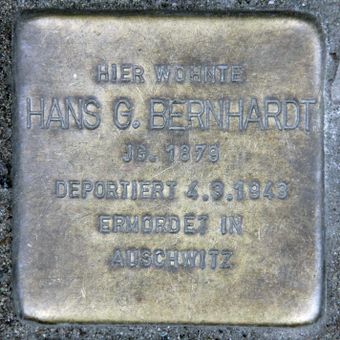 HIER WOHNTE
HANS G. BERNHARDT
JG. 1879
DEPORTIERT 4.3.1943
ERMORDET IN
AUSCHWITZ